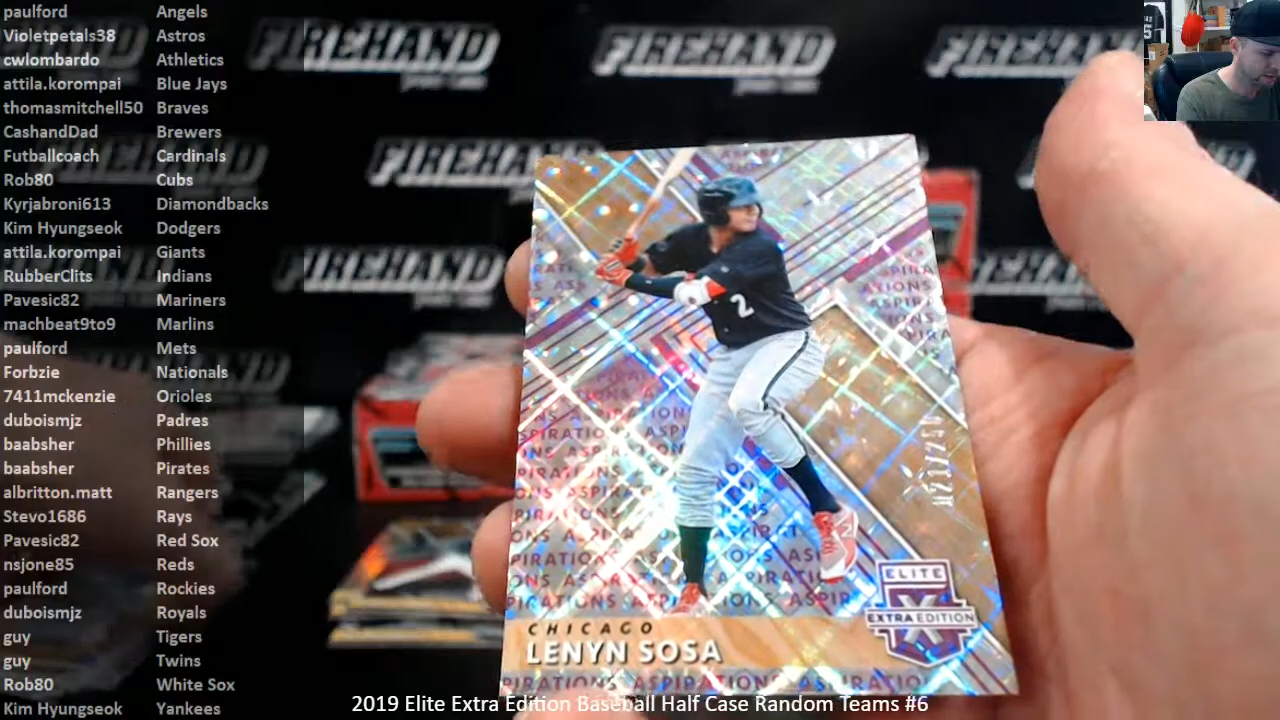 paulford Angels
Violetpetals38 Astros
cwlombardo Athletics
attila.korompai Blue Jays
thomasmitchell50 Braves
CashandDad Brewers
Futballcoach Cardinals
Rob80 Cubs
Kyrjabroni613 Diamondbacks
Kim Hyungseok Dodgers
attila.korompai Giants
RubberClits Indians
Pavesic82 Mariners
machbeat9to9 Marlins
paulford Mets
Forbzie Nationals
7411mckenzie Orioles
duboismjz Padres
baabsher Phillies
baabsher Pirates
albritton.matt Rangers
Stevo1686 Rays
Pavesic82 Red Sox
nsjone85 Reds
paulford Rockies
duboismjz Royals
guy Tigers
guy Twins
Rob80 White Sox
Kim Hyungseok Yankees
FIREHAND FIREHAND FIREHAND
FIREHAND
FIREHAND
2
ASPIRATIONS
ELITE
X
EXTRA EDITION
CHICAGO
LENYN SOSA
2019 Elite Extra Edition Baseball Half Case Random Teams #6